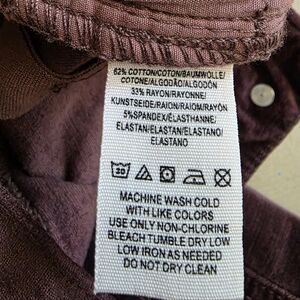 62% COTTON/COTON/BAUMWOLLE/
COTONE/ALGODÃO/ALGODÓN
33% RAYON/RAYONNE/
KUNSTSEIDE/RAION/RAIOM/RAYÓN
5%SPANDEX/ÉLASTHANNE/
ELASTAN/ELASTAN/ELASTANO/
ELASTANO
30
MACHINE WASH COLD
WITH LIKE COLORS
USE ONLY NON-CHLORINE
BLEACH TUMBLE DRY LOW
LOW IRON AS NEEDED
DO NOT DRY CLEAN